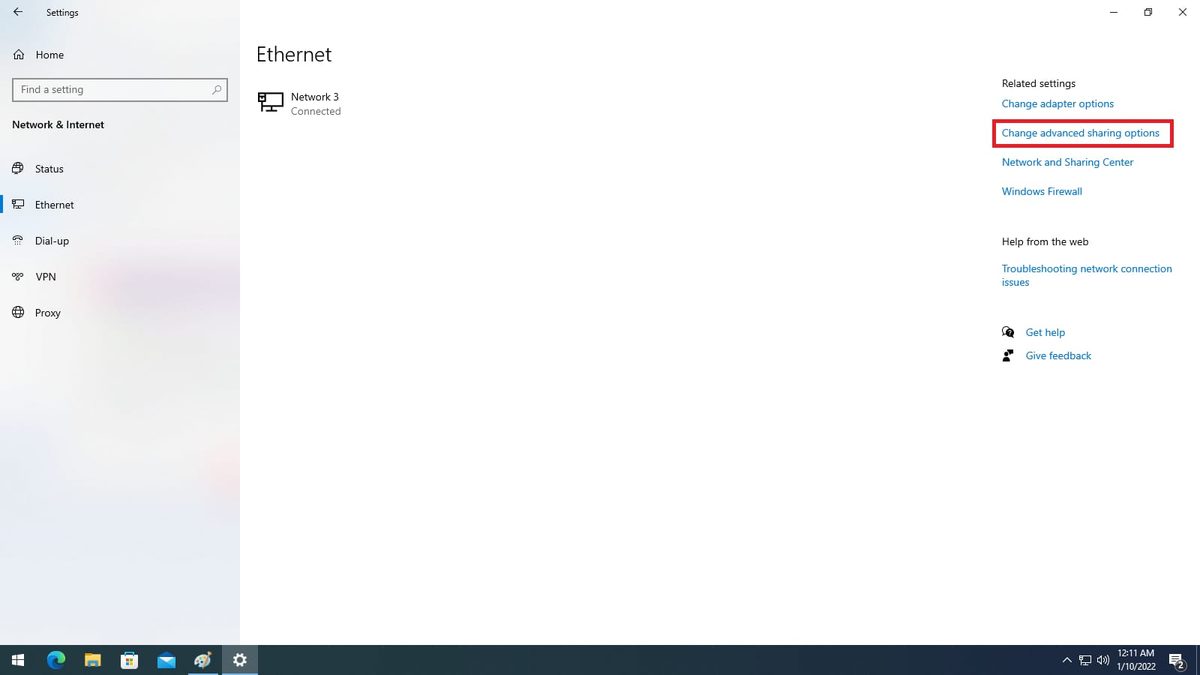 Settings
Home
Find a setting
Network & Internet
Status
Ethernet
Dial-up
VPN
Proxy
Ethernet
Network 3
Connected
Related settings
Change adapter options
Change advanced sharing options
Network and Sharing Center
Windows Firewall
Help from the web
Troubleshooting network connection
issues
Get help
Give feedback
12:11 AM
1/10/2022
2